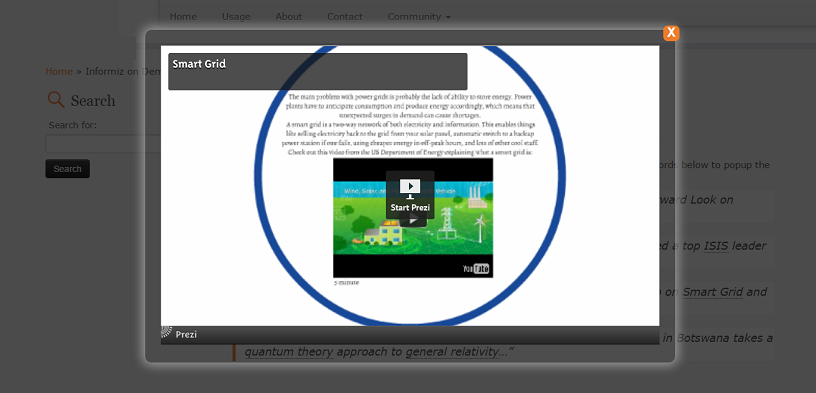 Home Usage About Contact Community
X
Home » Informiz on Dem
Search
Search for:
Search
Smart Grid
The main problem with power grids is probably the lack of ability to store energy. Power
plants have to anticipate consumption and produce energy accordingly, which means that
unexpected surges in demand can cause shortages.
A smart grid is a two-way network of both electricity and information. This enables things
like selling electricity back to the grid from your solar panel, automatic switch to a backup
power station if one fails, using cheaper energy in off-peak hours, and lots of other cool stuff.
Check out this video from the US Department of Energy explaining what a smart grid is:
Wind, Solar an
Vehicle
Start Prezi
YouTube
5 minute
Prezi
ords below to popup the
ward Look on
ed a top ISIS leader
o on Smart Grid and
in Botswana takes a
quantum theory approach to general relativity..."